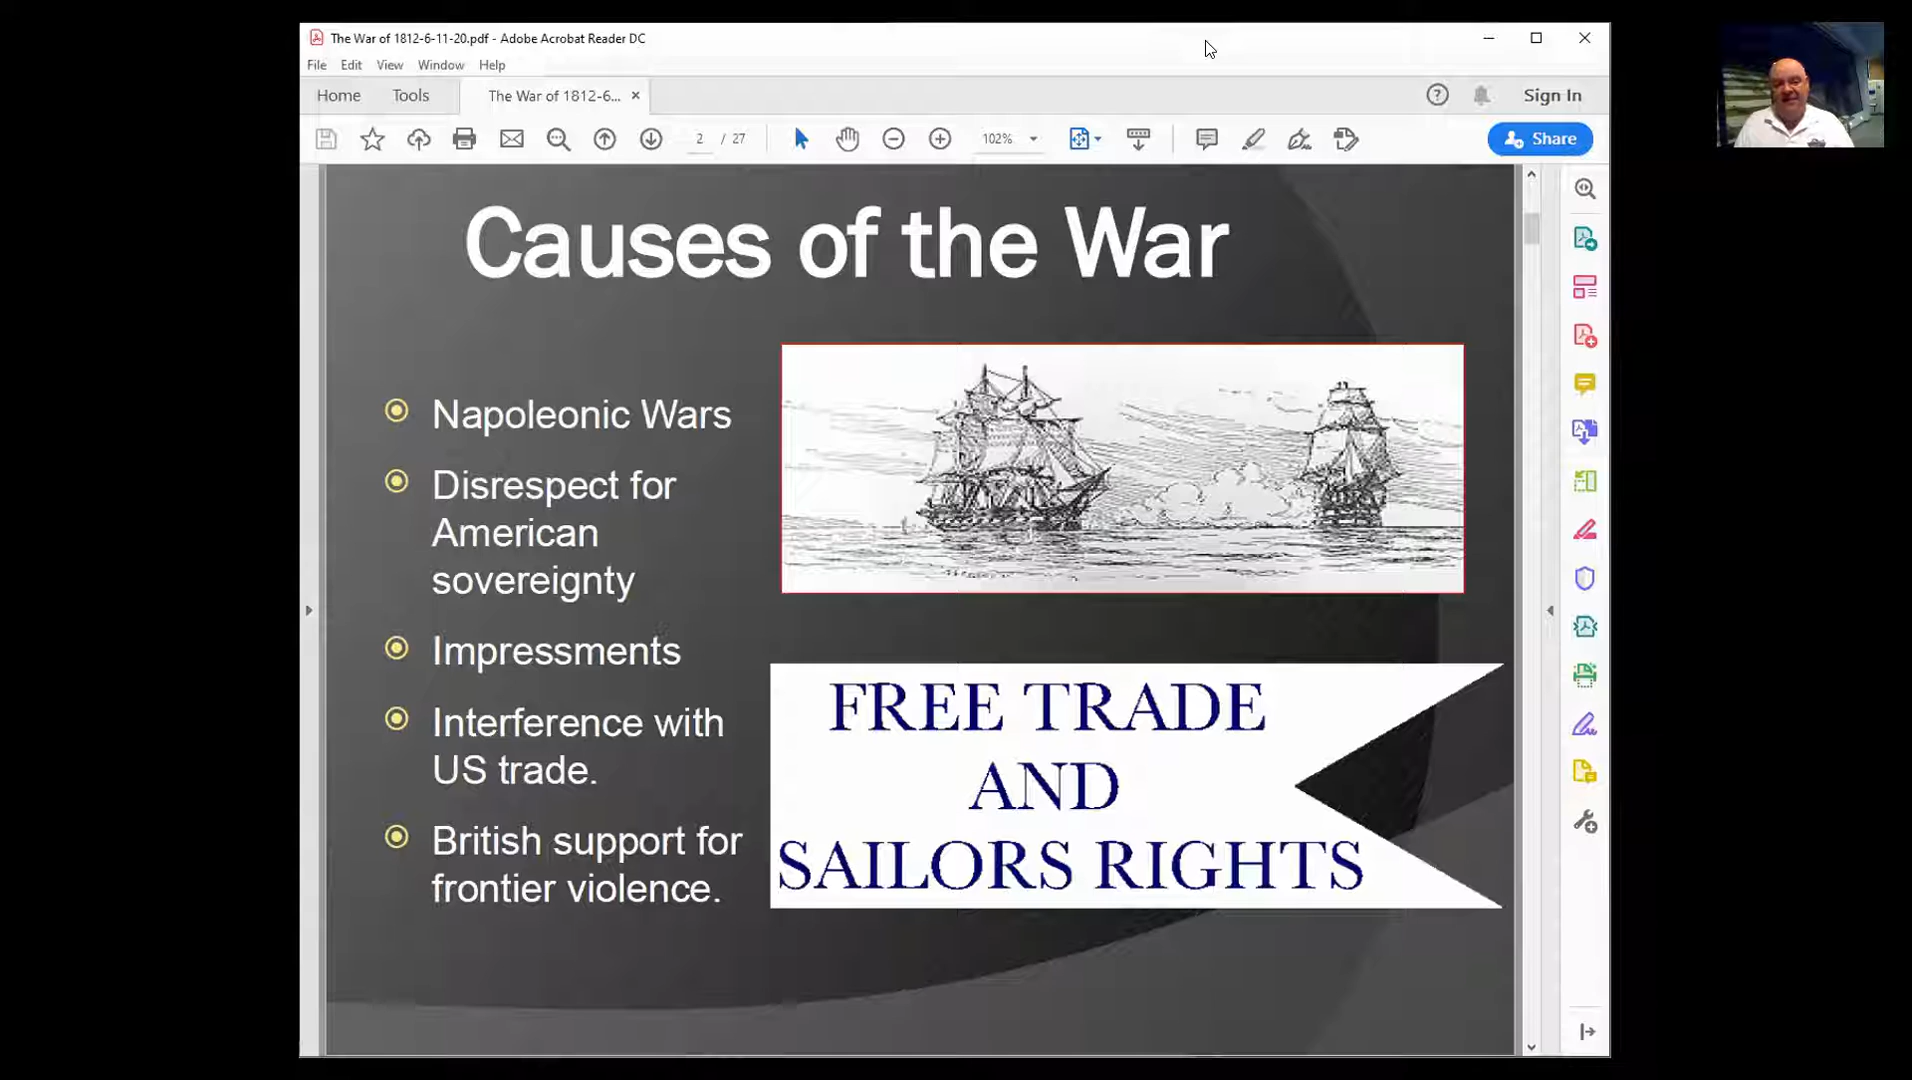 The War of 1812-6-11-20.pdf - Adobe Acrobat Reader DC
File Edit View Window Help
Home Tools The War of 1812-6... × Sign In
2 / 27 102% Share
Causes of the War
Napoleonic Wars
Disrespect for
American
sovereignty
Impressments
Interference with
US trade.
British support for
frontier violence.
FREE TRADE
AND
SAILORS RIGHTS